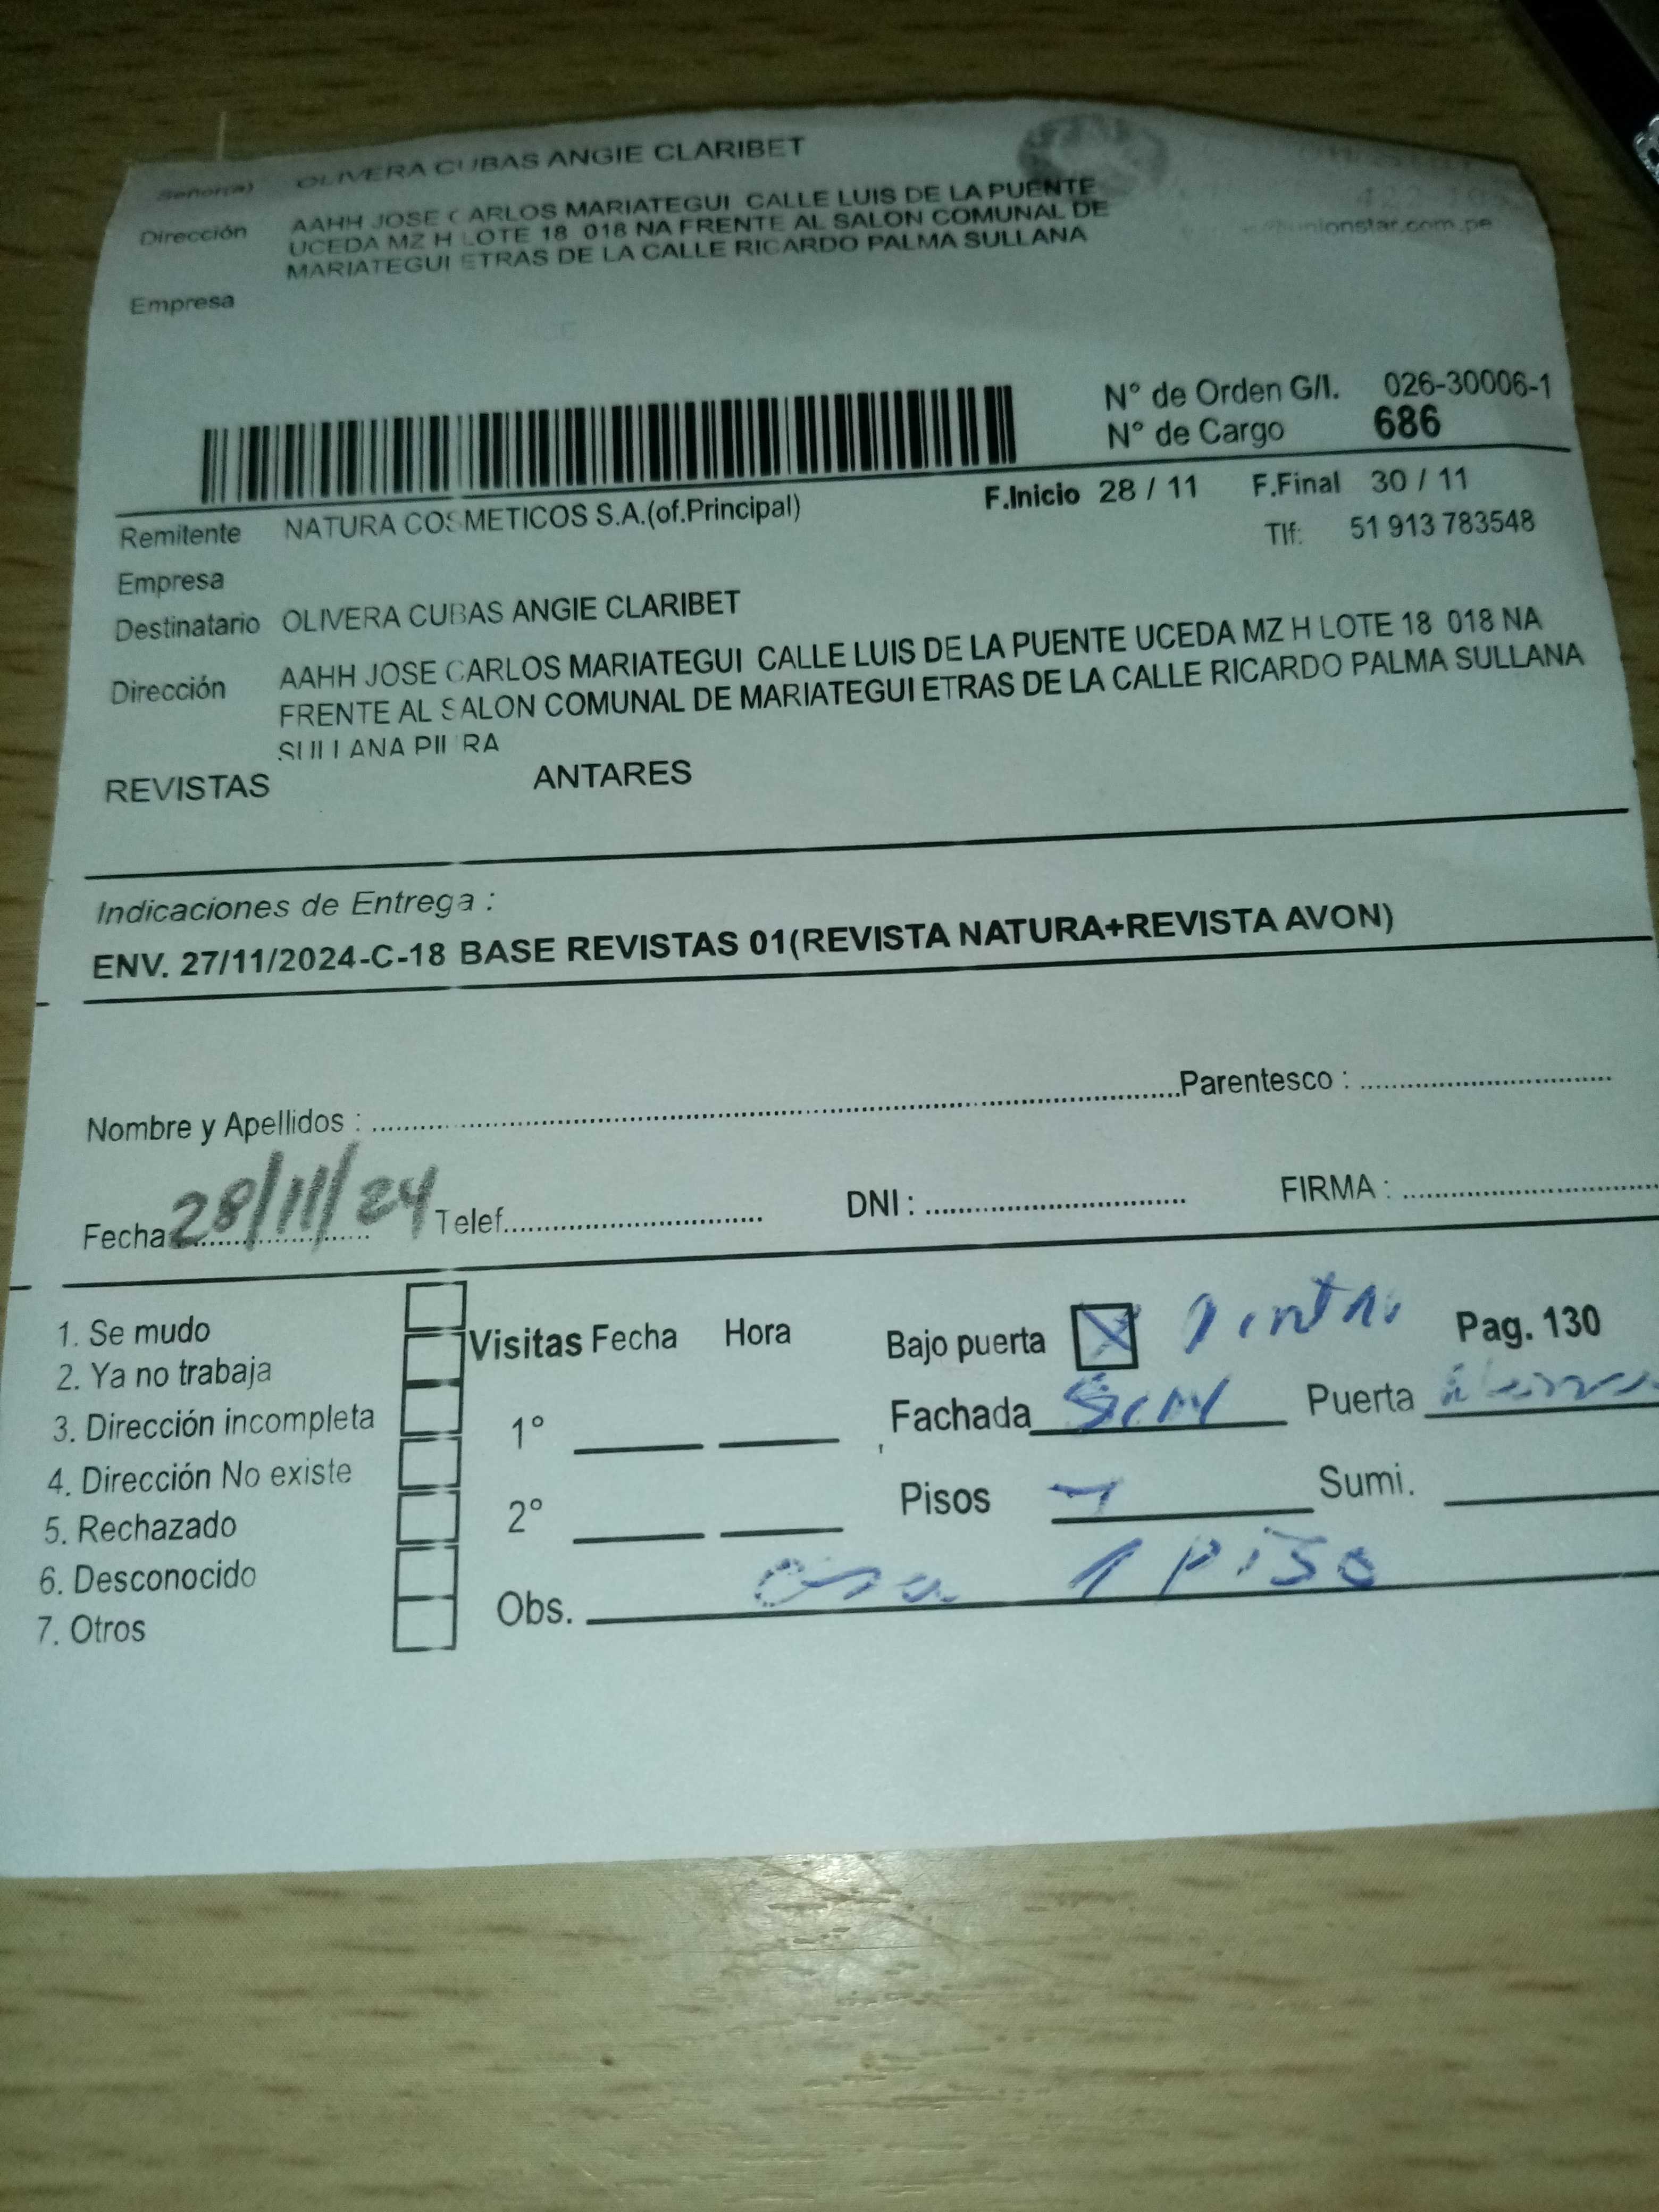 Señor(a) OLIVERA CUBAS ANGIE CLARIBET
Dirección AAHH JOSE CARLOS MARIATEGUI CALLE LUIS DE LA PUENTE
UCEDA MZ H LOTE 18 018 NA FRENTE AL SALON COMUNAL DE
MARIATEGUI ETRAS DE LA CALLE RICARDO PALMA SULLANA
unionstar.com.pe
Empresa
N° de Orden G/I. 026-30006-1
N° de Cargo 686
F.Inicio 28 / 11 F.Final 30 / 11
Remitente NATURA COSMETICOS S.A.(of.Principal)
Tlf: 51 913 783548
Empresa
Destinatario OLIVERA CUBAS ANGIE CLARIBET
Dirección AAHH JOSE CARLOS MARIATEGUI CALLE LUIS DE LA PUENTE UCEDA MZ H LOTE 18 018 NA
FRENTE AL SALON COMUNAL DE MARIATEGUI ETRAS DE LA CALLE RICARDO PALMA SULLANA
SULLANA PIURA
REVISTAS ANTARES
Indicaciones de Entrega :
ENV. 27/11/2024-C-18 BASE REVISTAS 01(REVISTA NATURA+REVISTA AVON)
Nombre y Apellidos : Parentesco :
Fecha 28/11/24 Telef. DNI : FIRMA :
1. Se mudo
2. Ya no trabaja
3. Dirección incompleta
4. Dirección No existe
5. Rechazado
6. Desconocido
7. Otros
Visitas Fecha Hora
1°
2°
Bajo puerta X Pag. 130
Fachada Puerta
Pisos Sumi.
Obs. 1 piso